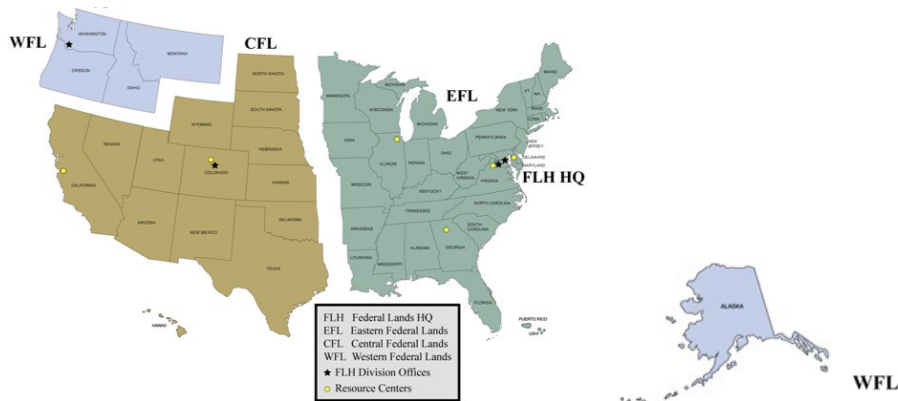 WFL
WASHINGTON
MONTANA
OREGON
IDAHO
CFL
NORTH DAKOTA
SOUTH DAKOTA
WYOMING
NEBRASKA
NEVADA
UTAH
COLORADO
KANSAS
CALIFORNIA
ARIZONA
NEW MEXICO
OKLAHOMA
TEXAS
HAWAII
EFL
MINNESOTA
WISCONSIN
MICHIGAN
MICHIGAN
IOWA
ILLINOIS
INDIANA
OHIO
MISSOURI
KENTUCKY
WEST VIRGINIA
VIRGINIA
PENNSYLVANIA
NEW YORK
VT
NH
MAINE
MASS
CONN
NEW JERSEY
DELAWARE
MARYLAND
FLH HQ
NORTH CAROLINA
TENNESSEE
ARKANSAS
SOUTH CAROLINA
LOUISIANA
MISSISSIPPI
ALABAMA
GEORGIA
FLORIDA
PUERTO RICO
FLH Federal Lands HQ
EFL Eastern Federal Lands
CFL Central Federal Lands
WFL Western Federal Lands
FLH Division Offices
Resource Centers
ALASKA
WFL